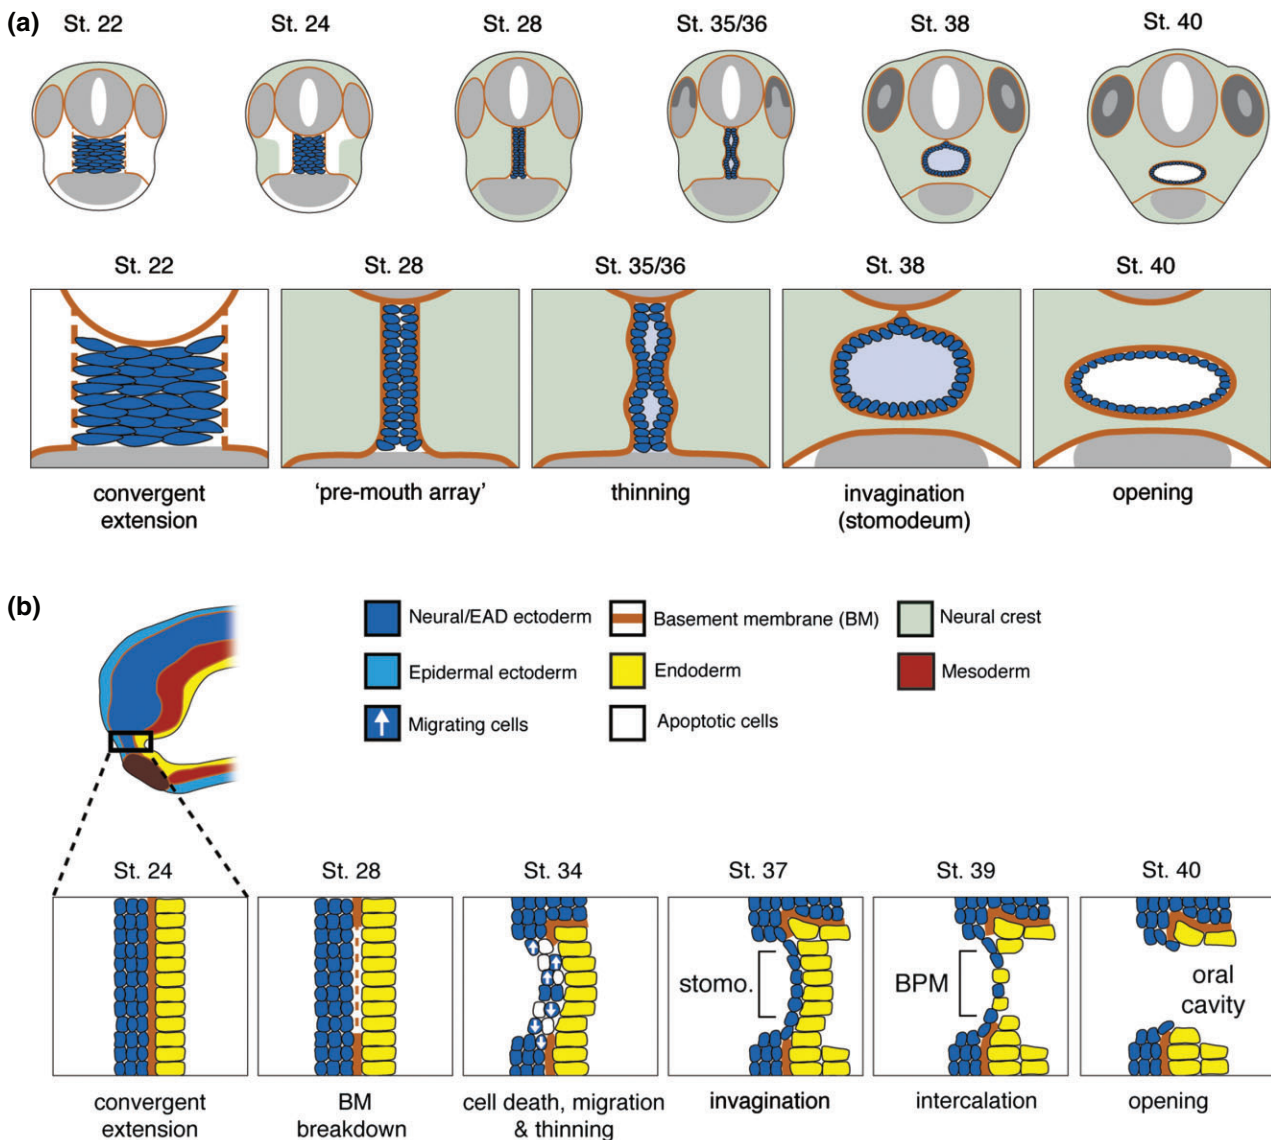 (a)
St. 22 St. 24 St. 28 St. 35/36 St. 38 St. 40
St. 22 St. 28 St. 35/36 St. 38 St. 40
convergent
extension
'pre-mouth array'
thinning
invagination
(stomodeum)
opening
(b)
Neural/EAD ectoderm
Basement membrane (BM)
Neural crest
Epidermal ectoderm
Endoderm
Mesoderm
Migrating cells
Apoptotic cells
St. 24 St. 28 St. 34 St. 37 St. 39 St. 40
stomo.
BPM
oral
cavity
convergent
extension
BM
breakdown
cell death, migration
& thinning
invagination
intercalation
opening